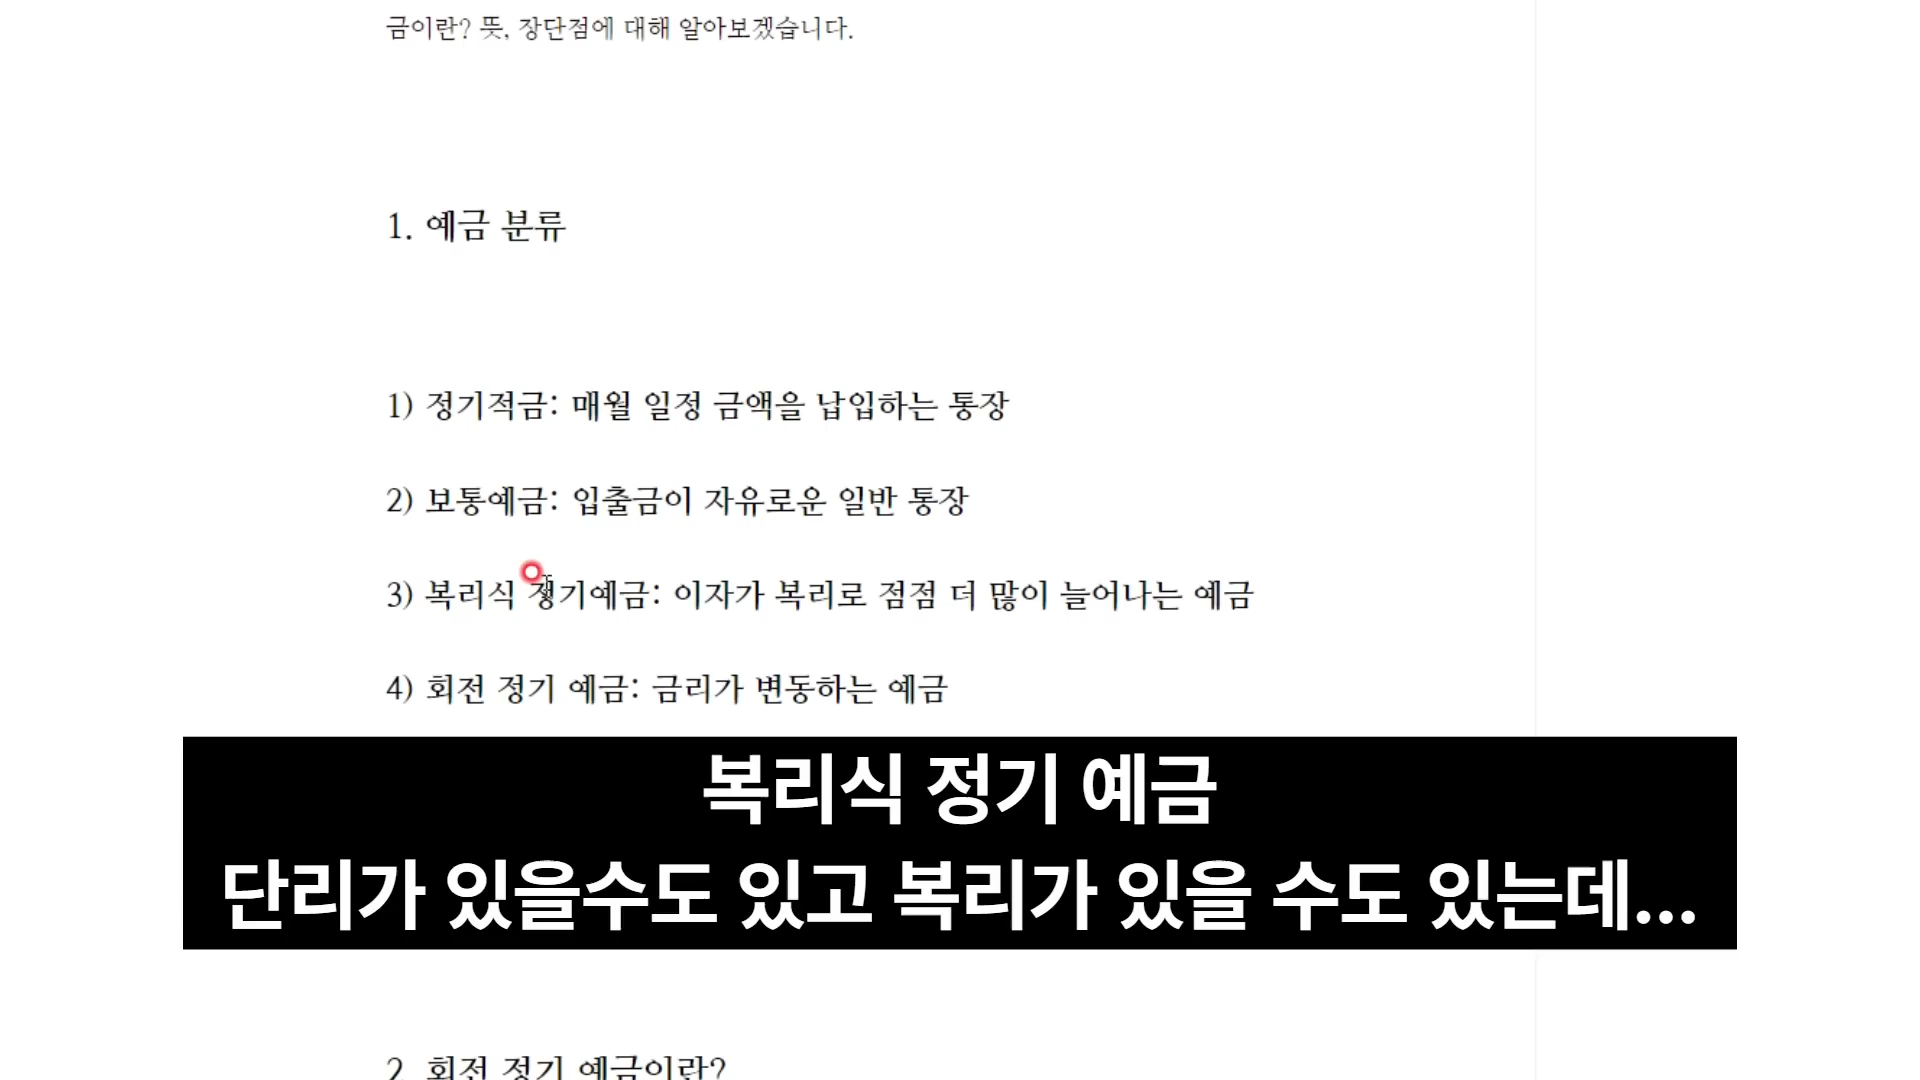 금이란? 뜻, 장단점에 대해 알아보겠습니다.
1. 예금 분류
1) 정기적금: 매월 일정 금액을 납입하는 통장
2) 보통예금: 입출금이 자유로운 일반 통장
3) 복리식 정기예금: 이자가 복리로 점점 더 많이 늘어나는 예금
4) 회전 정기 예금: 금리가 변동하는 예금
복리식 정기 예금
단리가 있을수도 있고 복리가 있을 수도 있는데...
2. 회전 정기 예금이란?